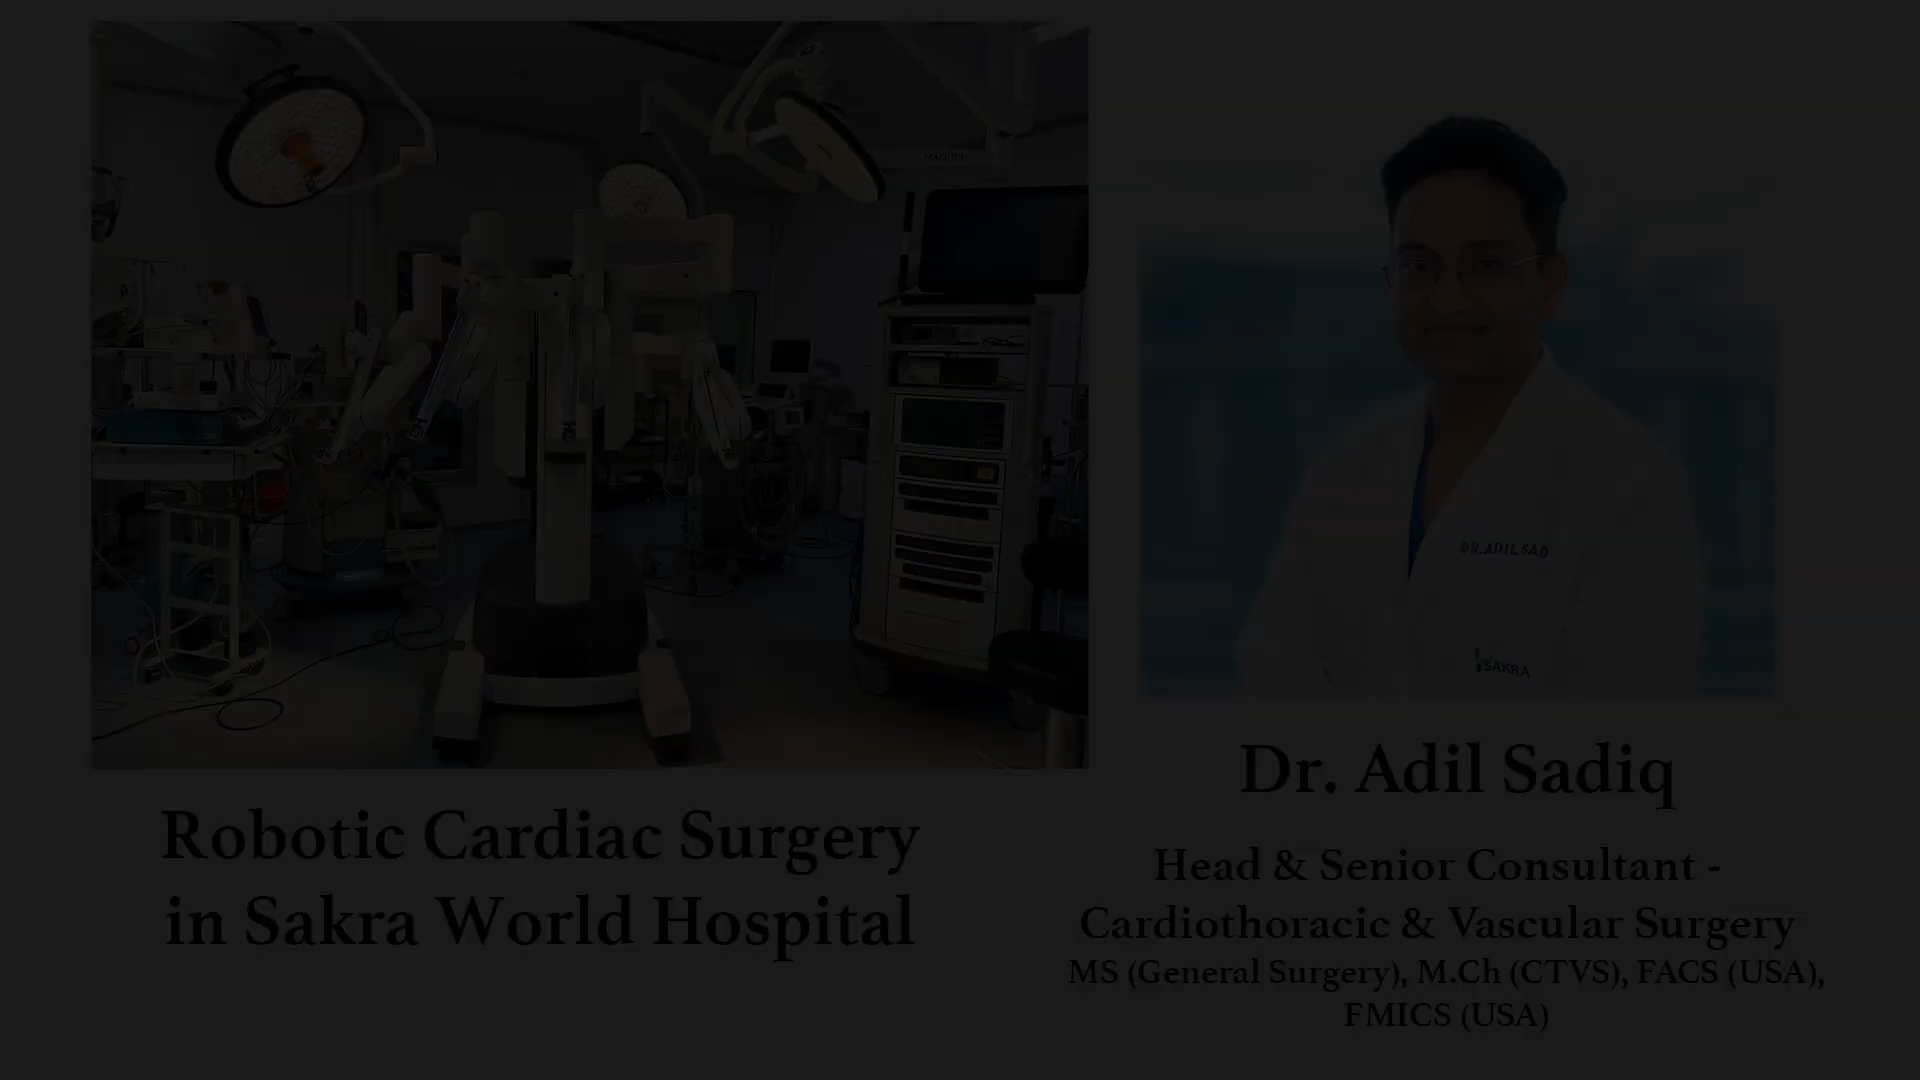 Robotic Cardiac Surgery
in Sakra World Hospital
DR. ADIL SAD
SAKRA
Dr. Adil Sadiq
Head & Senior Consultant -
Cardiothoracic & Vascular Surgery
MS (General Surgery), M.Ch (CTVS), FACS (USA),
FMICS (USA)